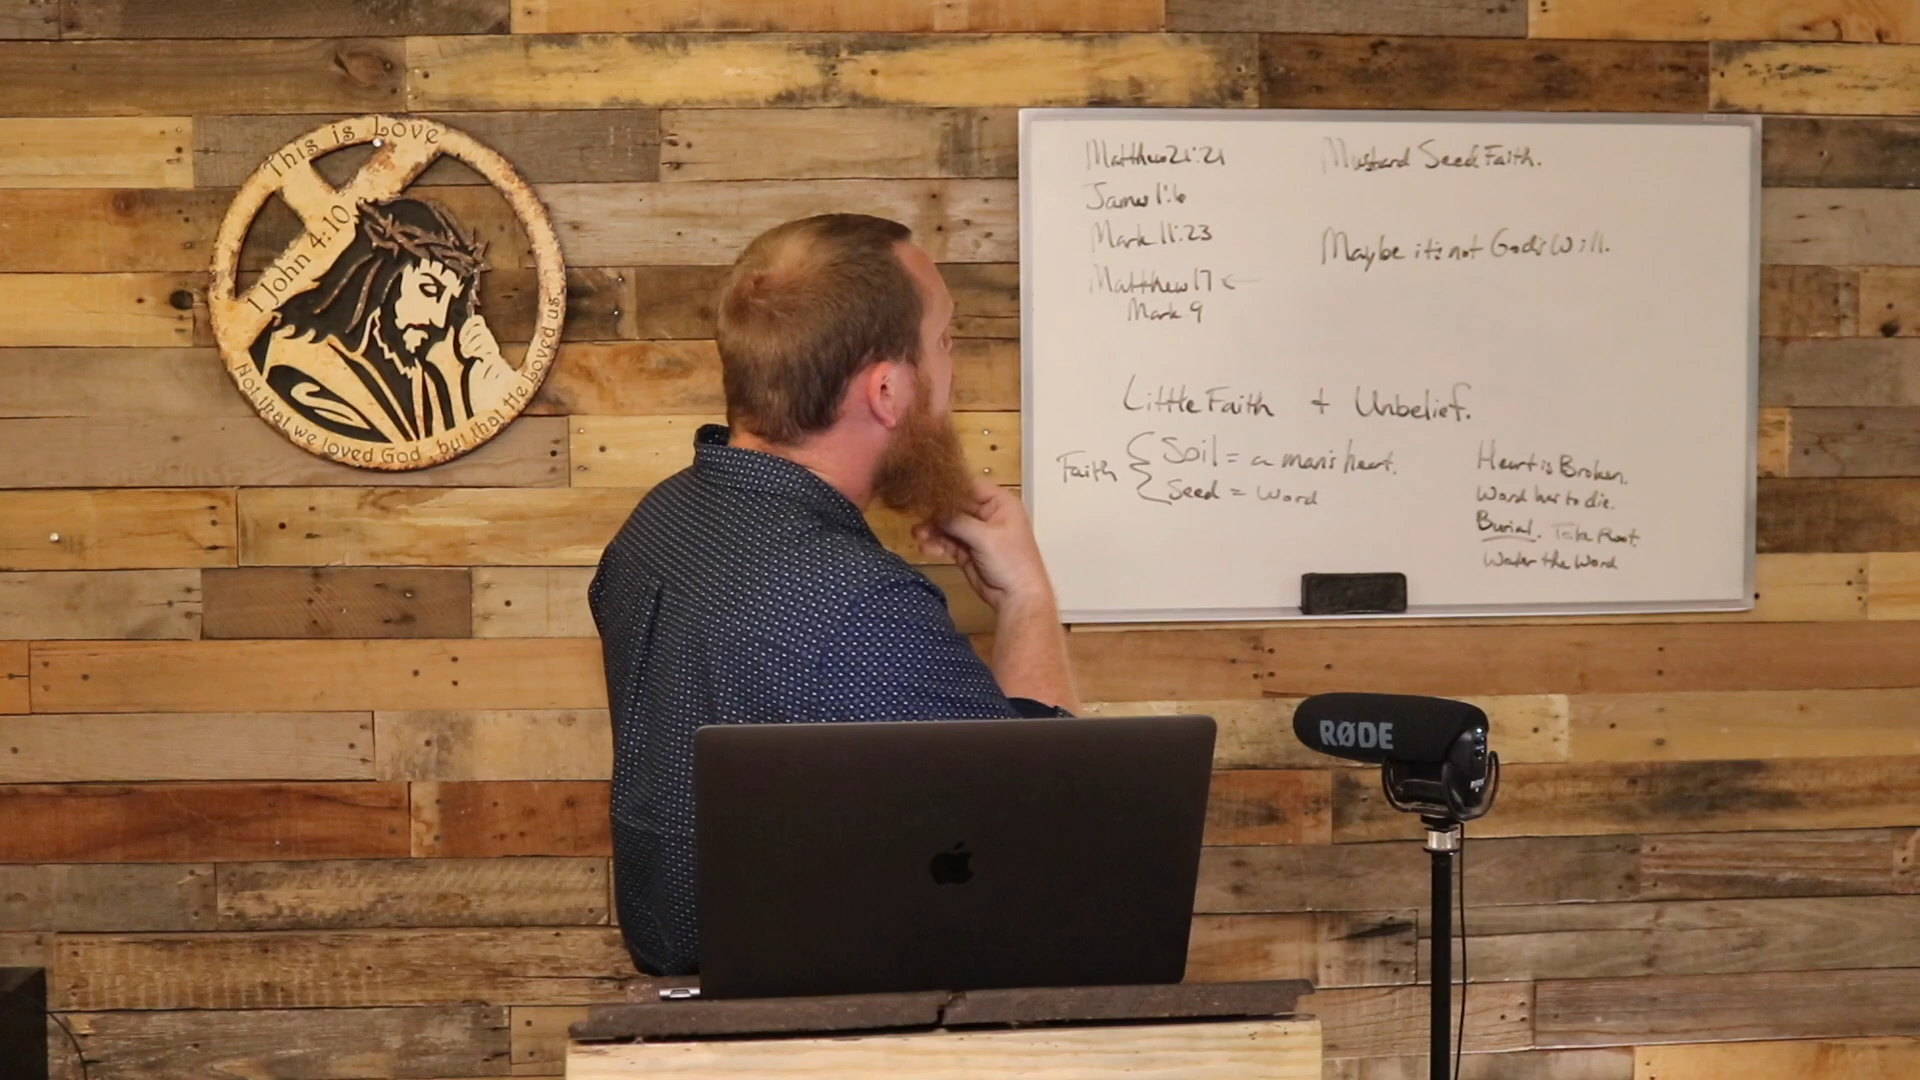 This is Love
1 John 4:10
Not that we loved God, but that He Loved us
Matthew 21:21
James 1:6
Mark 11:23
Matthew 17 ←
Mark 9
Mustard Seed Faith.
Maybe it's not God's Will.
Little Faith + Unbelief.
Faith { Soil = a man's heart.
Seed = Word
Heart is Broken.
Word has to die.
Burial. Take Root.
Water the Word
RØDE